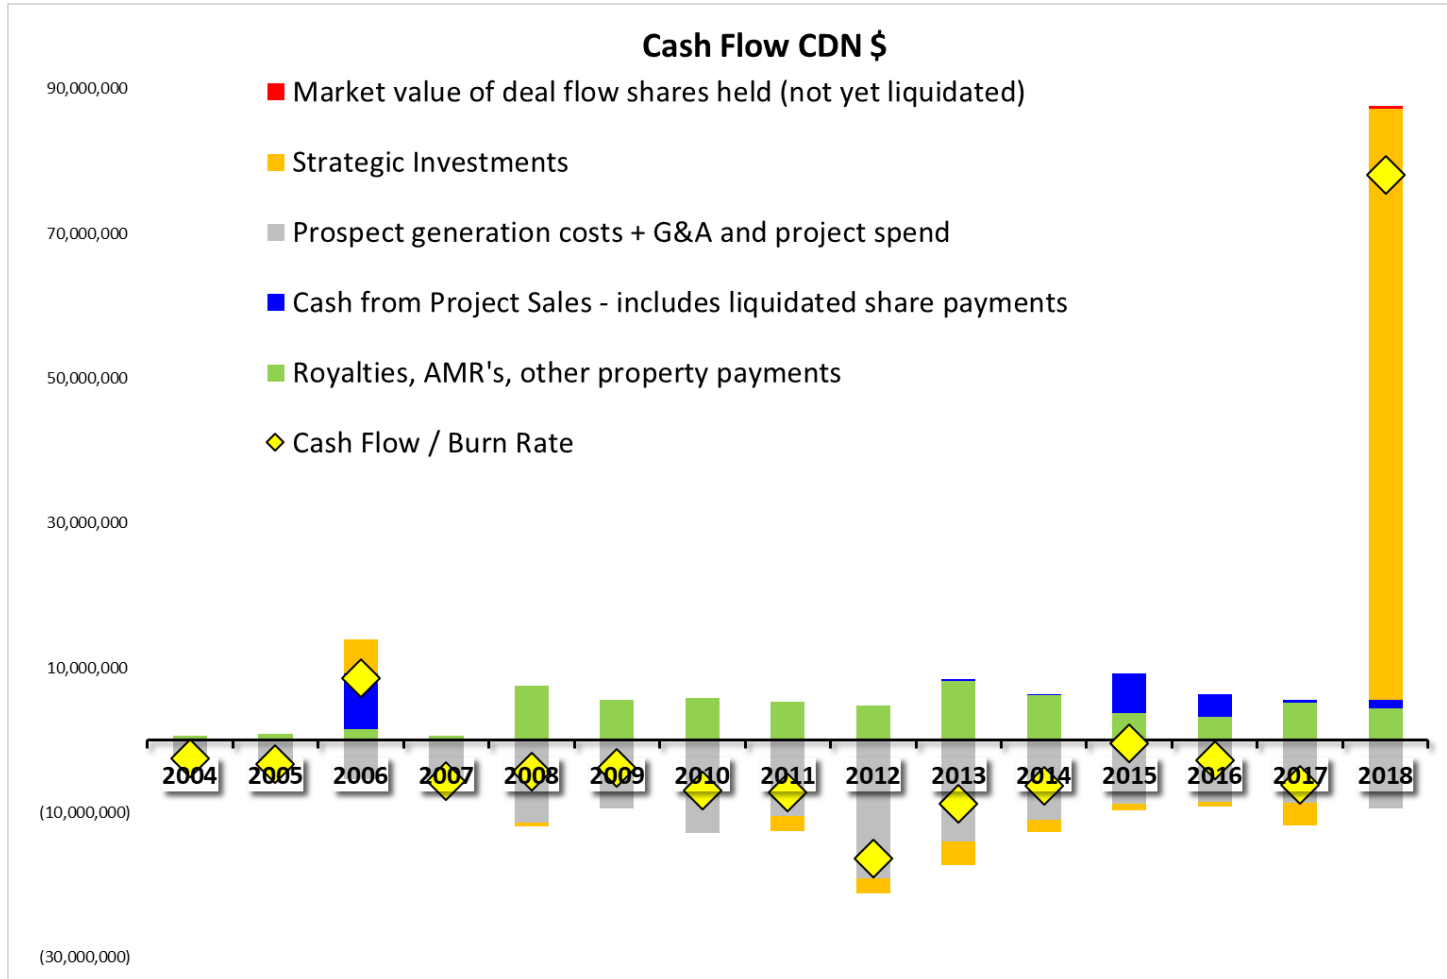 Cash Flow CDN $
90,000,000
Market value of deal flow shares held (not yet liquidated)
Strategic Investments
70,000,000
Prospect generation costs + G&A and project spend
Cash from Project Sales - includes liquidated share payments
50,000,000
Royalties, AMR's, other property payments
Cash Flow / Burn Rate
30,000,000
10,000,000
2004 2005 2006 2007 2008 2009 2010 2011 2012 2013 2014 2015 2016 2017 2018
(10,000,000)
(30,000,000)